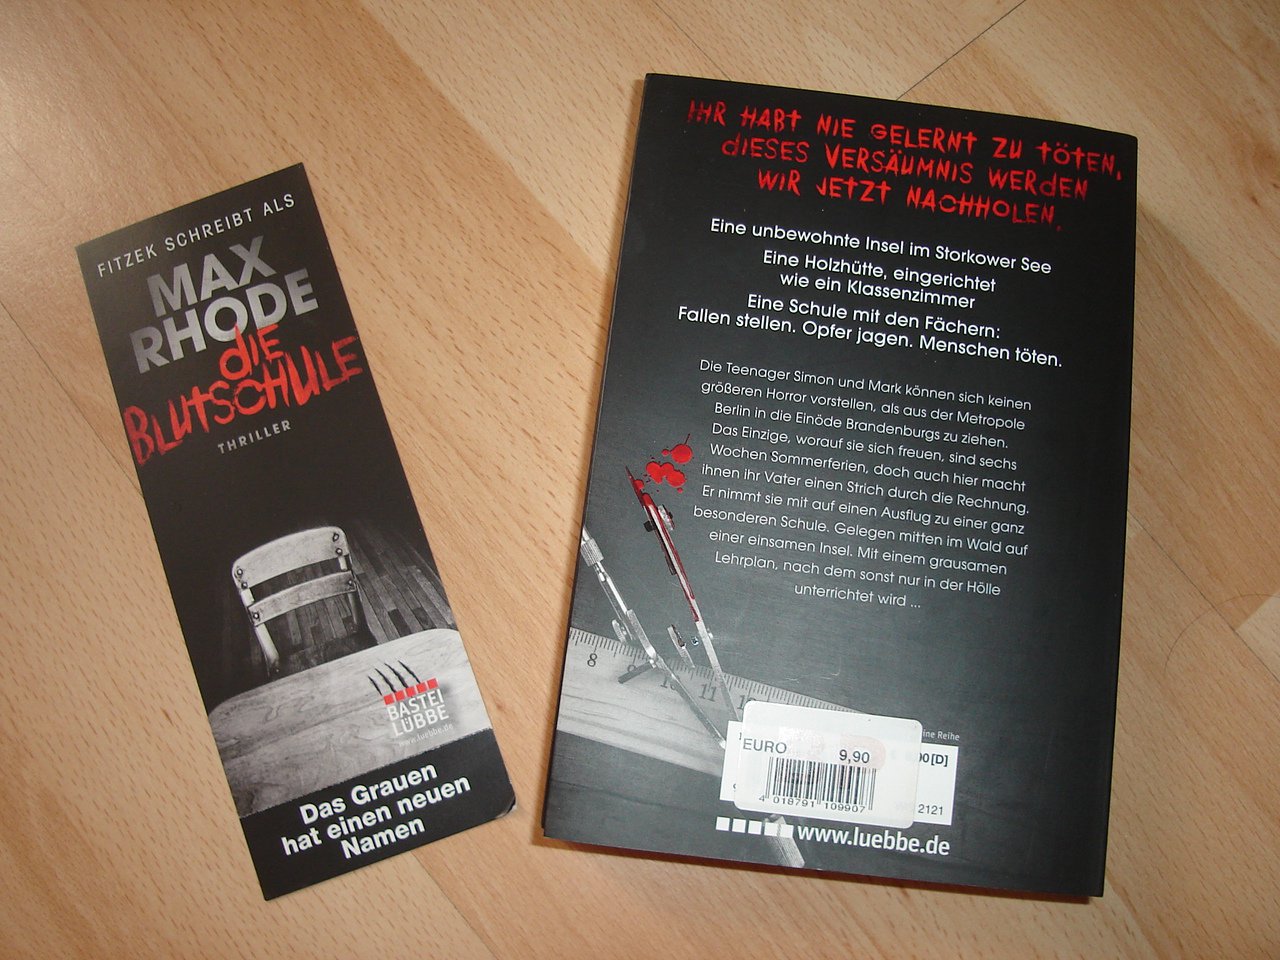 FITZEK SCHREIBT ALS
MAX
RHODE
DIE
BLUTSCHULE
THRILLER
BASTEI
LÜBBE
www.luebbe.de
Das Grauen
hat einen neuen
Namen
IHR HABT NIE GELERNT ZU TÖTEN.
DIESES VERSÄUMNIS WERDEN
WIR JETZT NACHHOLEN.
Eine unbewohnte Insel im Storkower See
Eine Holzhütte, eingerichtet
wie ein Klassenzimmer
Eine Schule mit den Fächern:
Fallen stellen. Opfer jagen. Menschen töten.
Die Teenager Simon und Mark können sich keinen
größeren Horror vorstellen, als aus der Metropole
Berlin in die Einöde Brandenburgs zu ziehen.
Das Einzige, worauf sie sich freuen, sind sechs
Wochen Sommerferien, doch auch hier macht
ihnen ihr Vater einen Strich durch die Rechnung.
Er nimmt sie mit auf einen Ausflug zu einer ganz
besonderen Schule. Gelegen mitten im Wald auf
einer einsamen Insel. Mit einem grausamen
Lehrplan, nach dem sonst nur in der Hölle
unterrichtet wird ...
8 10 11
ine Reihe
EURO 9,90
00[D]
4 018791 109907
2121
www.luebbe.de